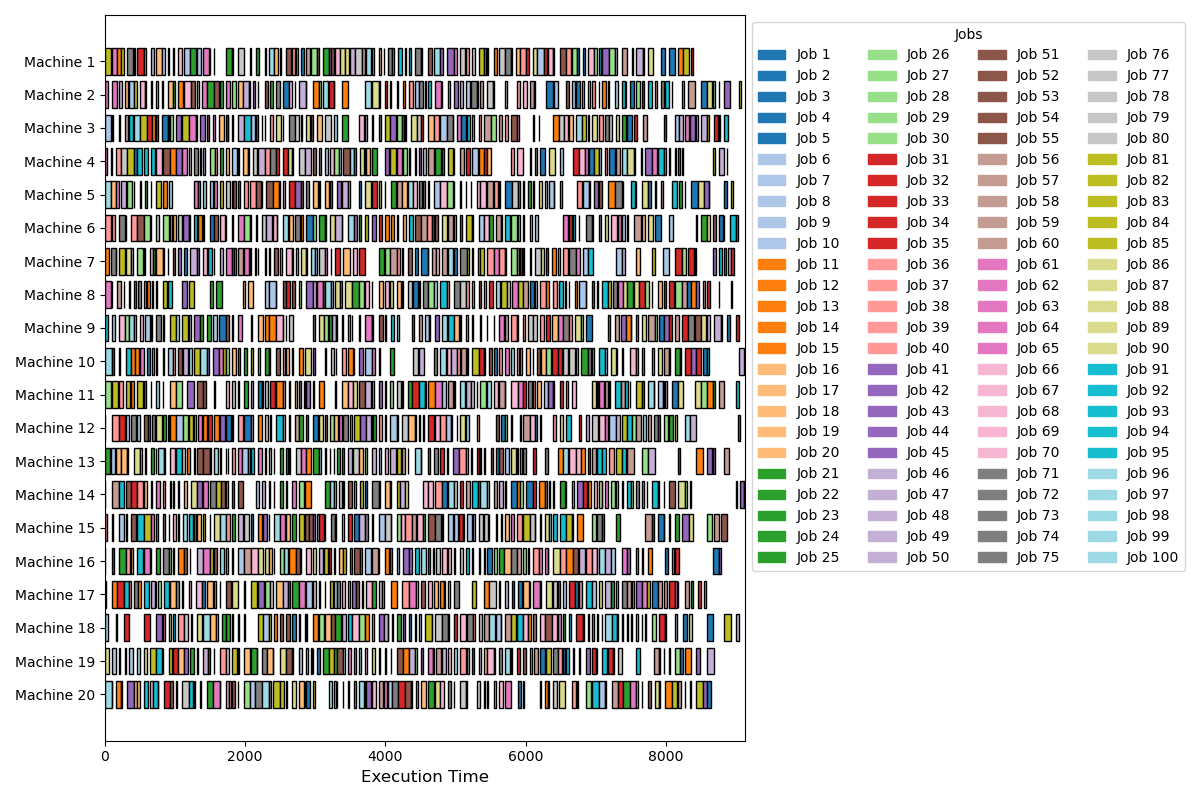 Machine 1
Machine 2
Machine 3
Machine 4
Machine 5
Machine 6
Machine 7
Machine 8
Machine 9
Machine 10
Machine 11
Machine 12
Machine 13
Machine 14
Machine 15
Machine 16
Machine 17
Machine 18
Machine 19
Machine 20
0 2000 4000 6000 8000
Execution Time
Jobs
Job 1 Job 26 Job 51 Job 76
Job 2 Job 27 Job 52 Job 77
Job 3 Job 28 Job 53 Job 78
Job 4 Job 29 Job 54 Job 79
Job 5 Job 30 Job 55 Job 80
Job 6 Job 31 Job 56 Job 81
Job 7 Job 32 Job 57 Job 82
Job 8 Job 33 Job 58 Job 83
Job 9 Job 34 Job 59 Job 84
Job 10 Job 35 Job 60 Job 85
Job 11 Job 36 Job 61 Job 86
Job 12 Job 37 Job 62 Job 87
Job 13 Job 38 Job 63 Job 88
Job 14 Job 39 Job 64 Job 89
Job 15 Job 40 Job 65 Job 90
Job 16 Job 41 Job 66 Job 91
Job 17 Job 42 Job 67 Job 92
Job 18 Job 43 Job 68 Job 93
Job 19 Job 44 Job 69 Job 94
Job 20 Job 45 Job 70 Job 95
Job 21 Job 46 Job 71 Job 96
Job 22 Job 47 Job 72 Job 97
Job 23 Job 48 Job 73 Job 98
Job 24 Job 49 Job 74 Job 99
Job 25 Job 50 Job 75 Job 100